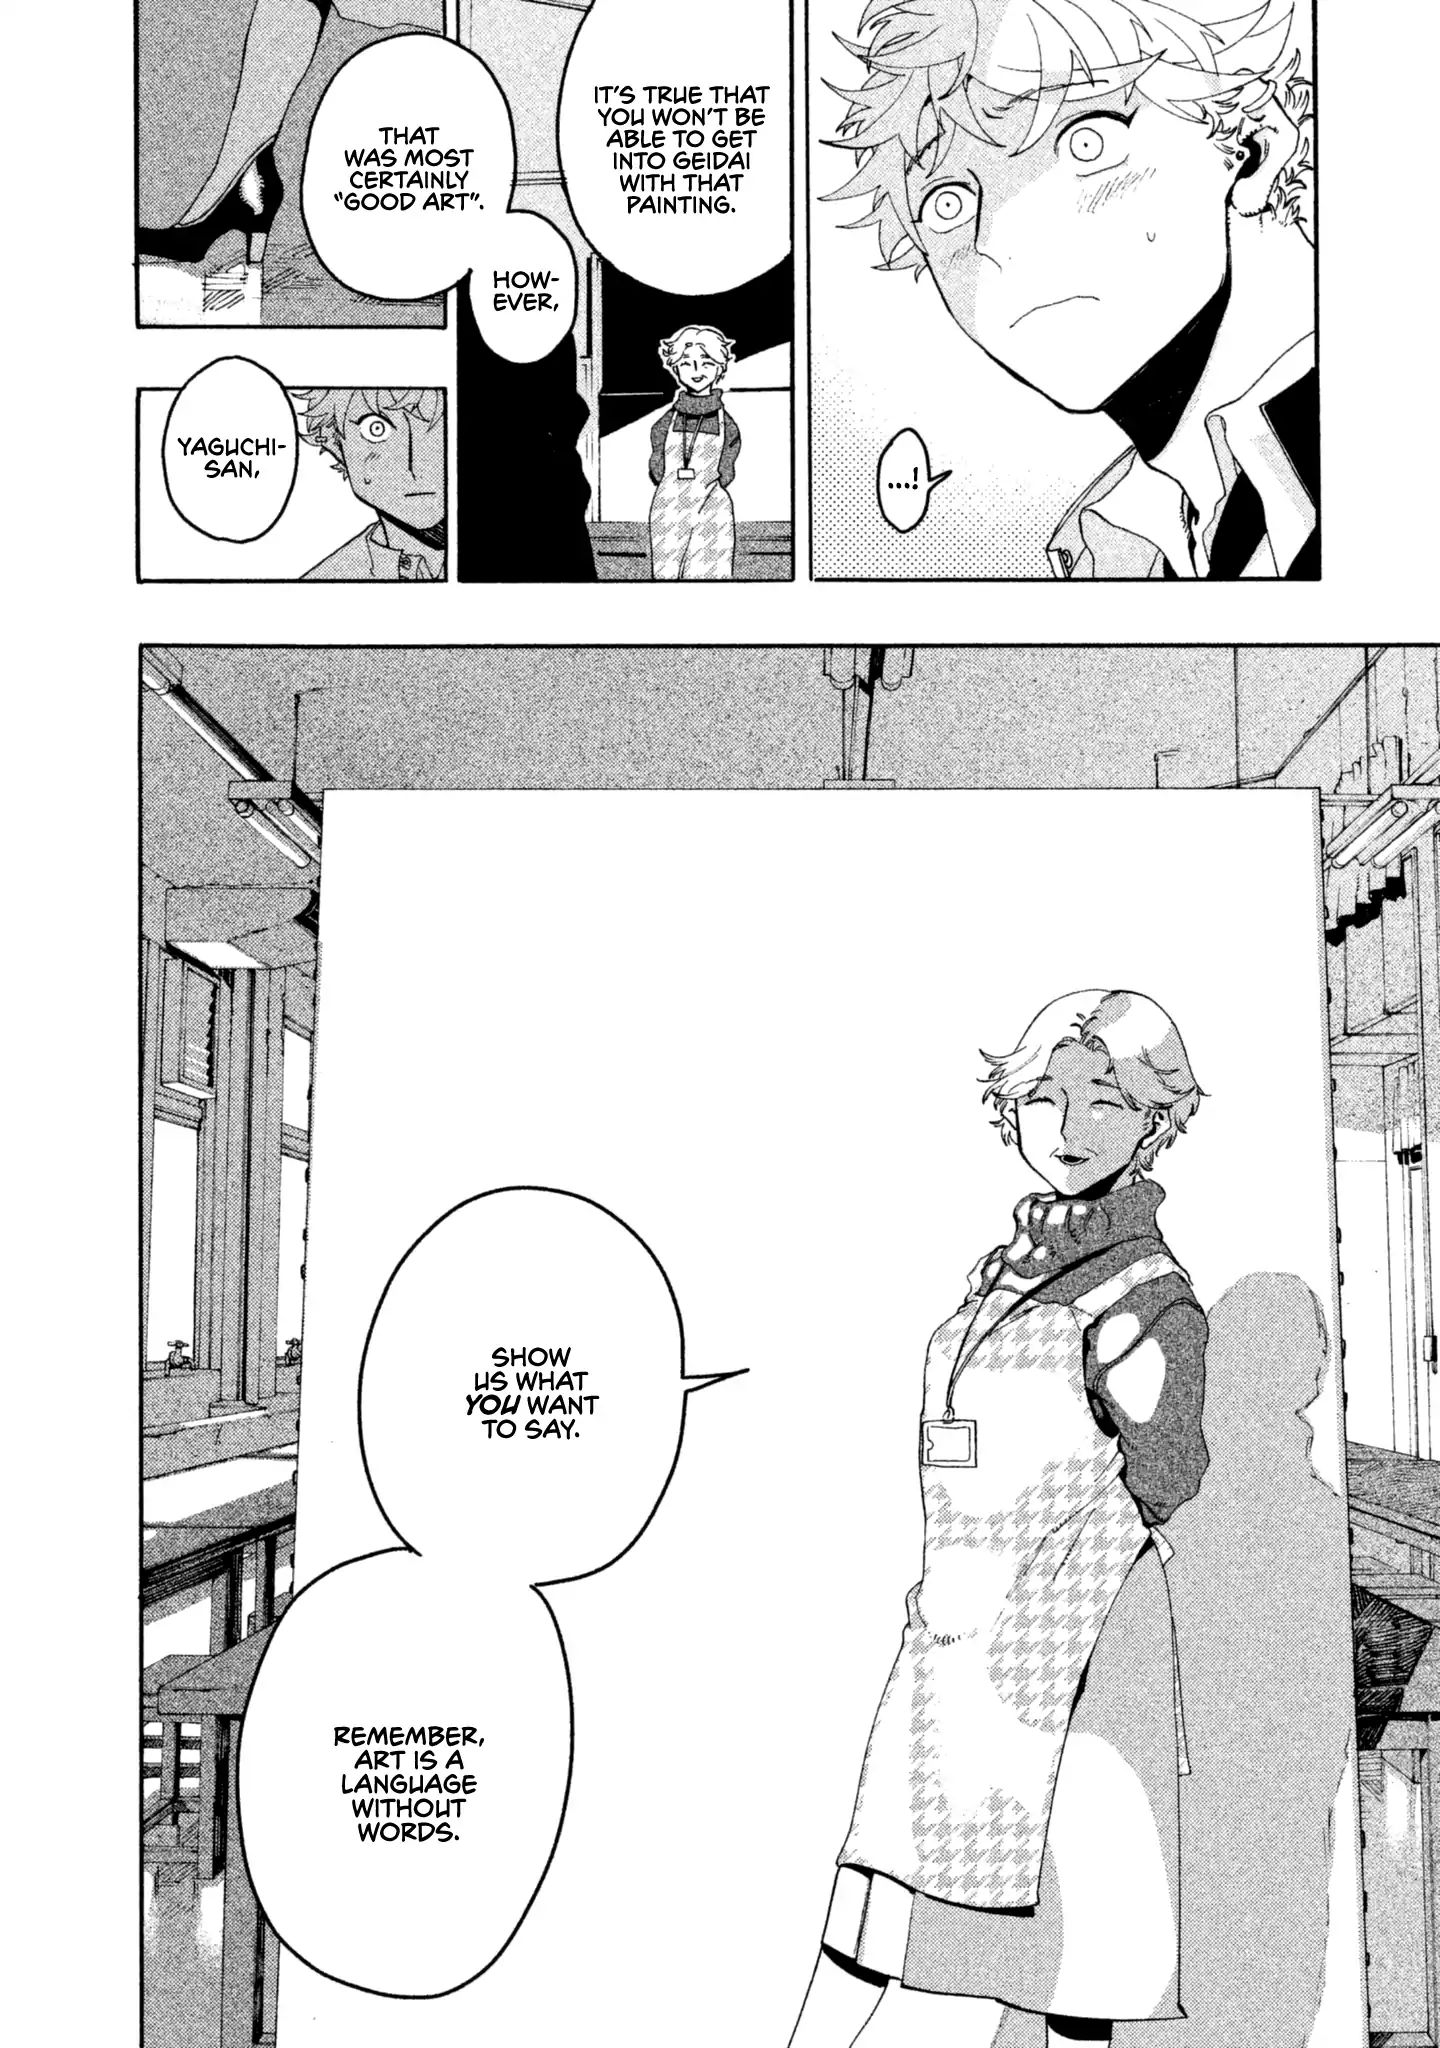 ....!
IT'S TRUE THAT
YOU WON'T BE
ABLE TO GET
INTO GEIDAI
WITH THAT
PAINTING.
HOW-
EVER,
THAT
WAS MOST
CERTAINLY
"GOOD ART".
YAGUCHI-
SAN,
SHOW
US WHAT
YOU WANT
TO SAY.
REMEMBER,
ART IS A
LANGUAGE
WITHOUT
WORDS.